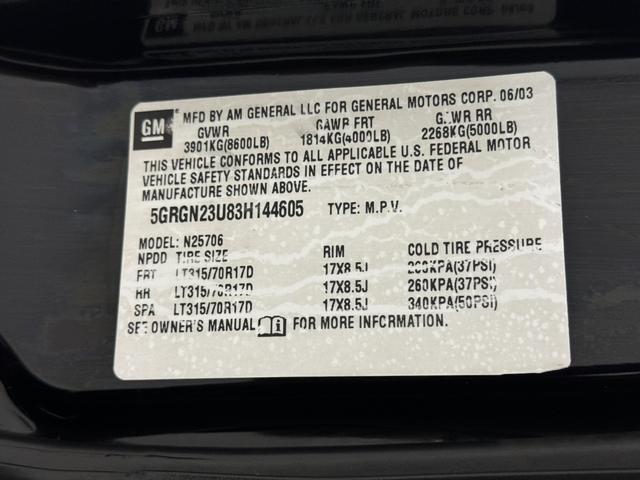 GM
MFD BY AM GENERAL LLC FOR GENERAL MOTORS CORP. 06/03
GVWR GAWR FRT GAWR RR
3901KG(8600LB) 1814KG(4000LB) 2268KG(5000LB)
THIS VEHICLE CONFORMS TO ALL APPLICABLE U.S. FEDERAL MOTOR
VEHICLE SAFETY STANDARDS IN EFFECT ON THE DATE OF
MANUFACTURE SHOWN ABOVE.
5GRGN23U83H144605 TYPE: M.P.V.
MODEL: N25706
NPDD TIRE SIZE RIM COLD TIRE PRESSURE
FRT LT315/70R17D 17X8.5J 260KPA(37PSI)
RR LT315/70R17D 17X8.5J 260KPA(37PSI)
SPA LT315/70R17D 17X8.5J 340KPA(50PSI)
SEE OWNER'S MANUAL FOR MORE INFORMATION.